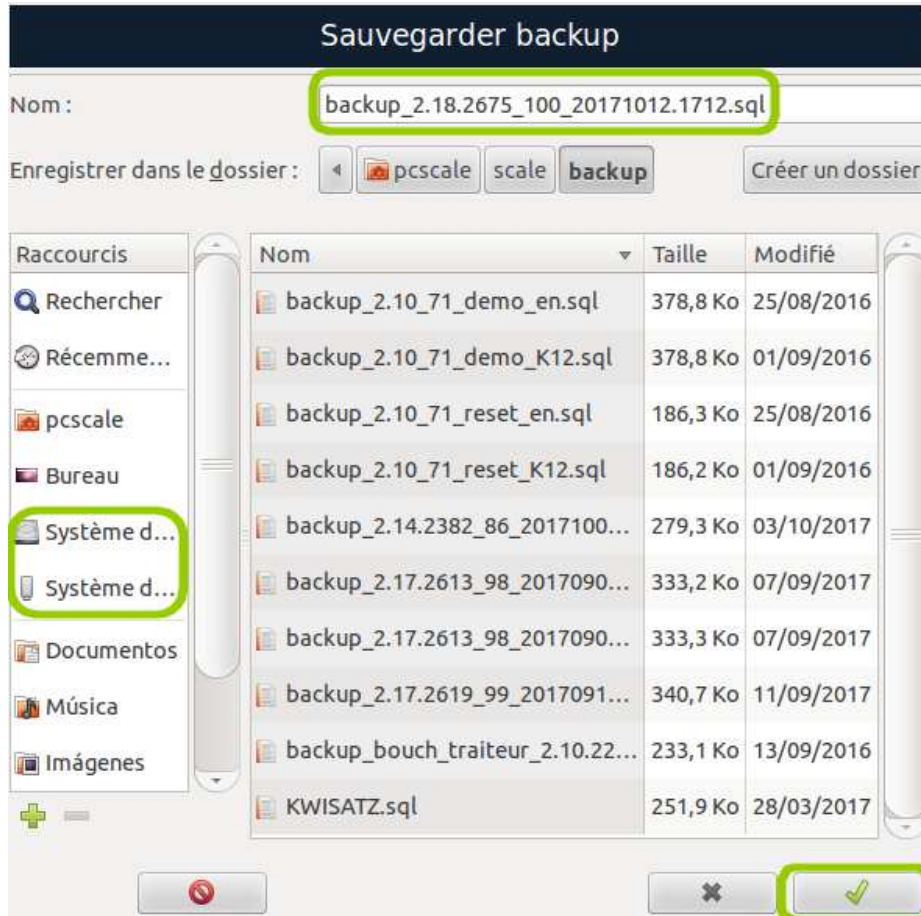 Sauvegarder backup
Nom :
backup_2.18.2675_100_20171012.1712.sql
Enregistrer dans le dossier :
pcscale
scale
backup
Créer un dossier
Raccourcis
Nom
Taille
Modifié
Rechercher
backup_2.10_71_demo_en.sql
378,8 Ko
25/08/2016
Récemme...
backup_2.10_71_demo_K12.sql
378,8 Ko
01/09/2016
pcscale
backup_2.10_71_reset_en.sql
186,3 Ko
25/08/2016
Bureau
backup_2.10_71_reset_K12.sql
186,2 Ko
01/09/2016
Système d...
backup_2.14.2382_86_2017100...
279,3 Ko
03/10/2017
Système d...
backup_2.17.2613_98_2017090...
333,2 Ko
07/09/2017
Documentos
backup_2.17.2613_98_2017090...
333,3 Ko
07/09/2017
Música
backup_2.17.2619_99_2017091...
340,7 Ko
11/09/2017
Imágenes
backup_bouch_traiteur_2.10.22...
233,1 Ko
13/09/2016
KWISATZ.sql
251,9 Ko
28/03/2017